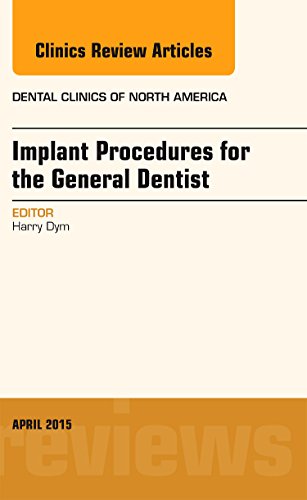 Clinics Review Articles
DENTAL CLINICS OF NORTH AMERICA
Implant Procedures for
the General Dentist
EDITOR
Harry Dym
APRIL 2015
reviews